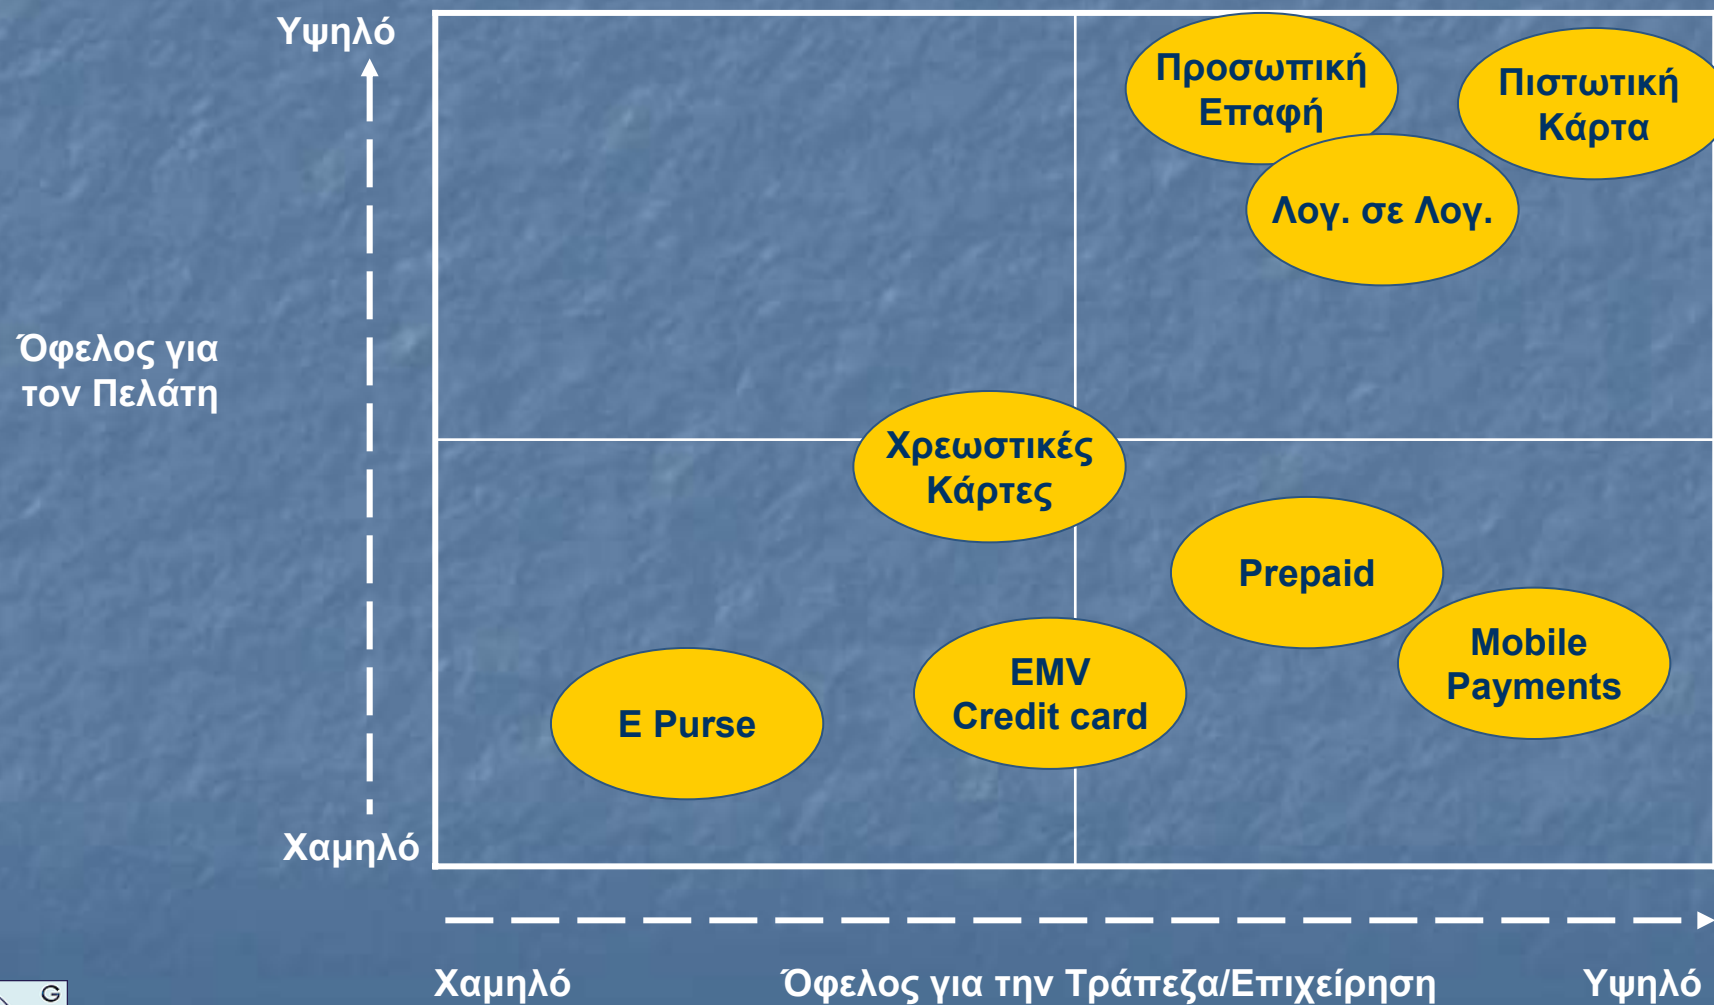 Υψηλό
Προσωπική
Επαφή
Πιστωτική
Κάρτα
Λογ. σε Λογ.
Όφελος για
τον Πελάτη
Χρεωστικές
Κάρτες
Prepaid
Mobile
Payments
EMV
Credit card
E Purse
Χαμηλό
Χαμηλό
Όφελος για την Τράπεζα/Επιχείρηση
Υψηλό
G